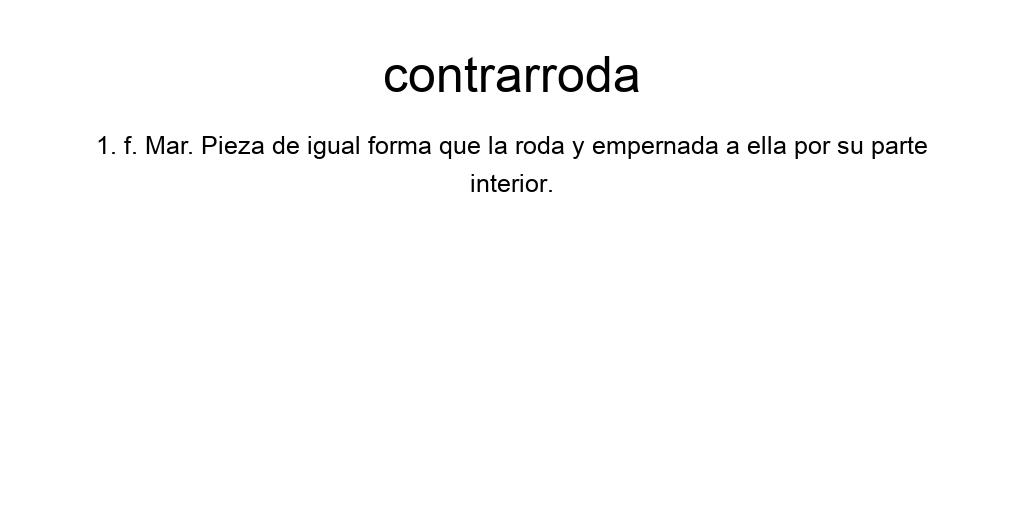 contrarroda
1. f. Mar. Pieza de igual forma que la roda y empernada a ella por su parte
interior.